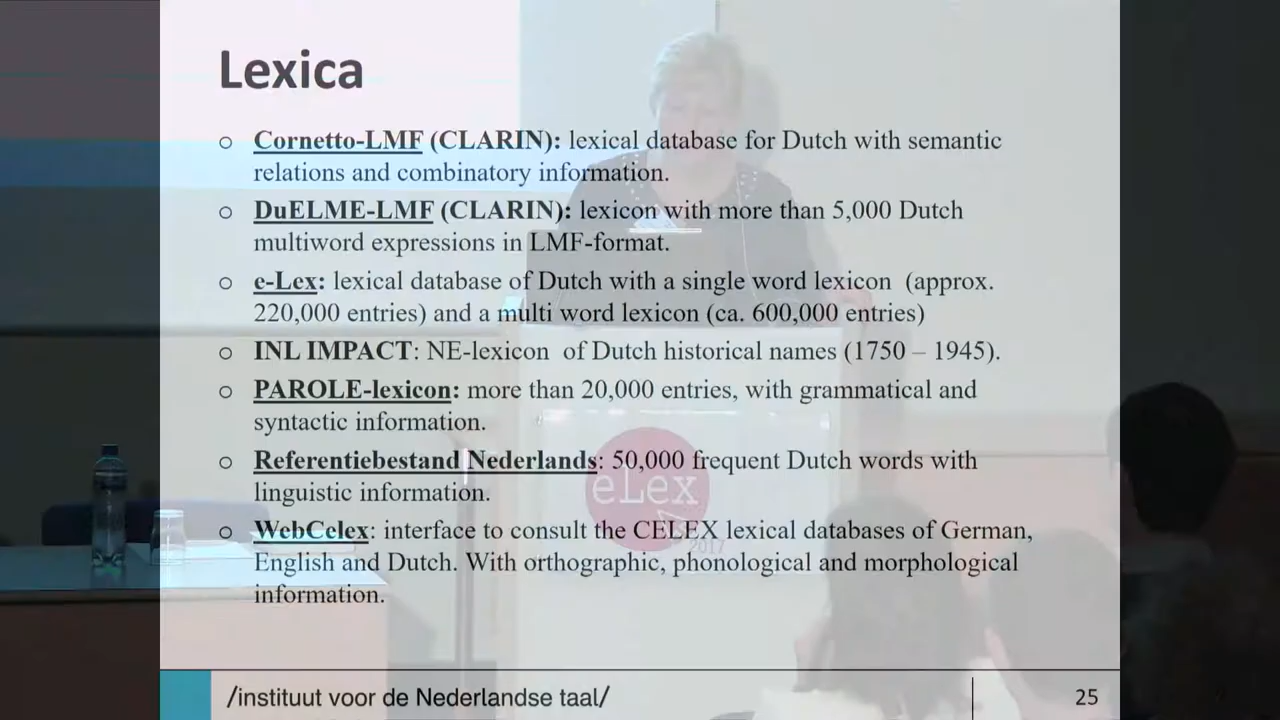 Lexica
○ Cornetto-LMF (CLARIN): lexical database for Dutch with semantic
relations and combinatory information.
○ DuELME-LMF (CLARIN): lexicon with more than 5,000 Dutch
multiword expressions in LMF-format.
○ e-Lex: lexical database of Dutch with a single word lexicon (approx.
220,000 entries) and a multi word lexicon (ca. 600,000 entries)
○ INL IMPACT: NE-lexicon of Dutch historical names (1750 – 1945).
○ PAROLE-lexicon: more than 20,000 entries, with grammatical and
syntactic information.
○ Referentiebestand Nederlands: 50,000 frequent Dutch words with
linguistic information.
eLex
2017
○ WebCelex: interface to consult the CELEX lexical databases of German,
English and Dutch. With orthographic, phonological and morphological
information.
/instituut voor de Nederlandse taal/
25